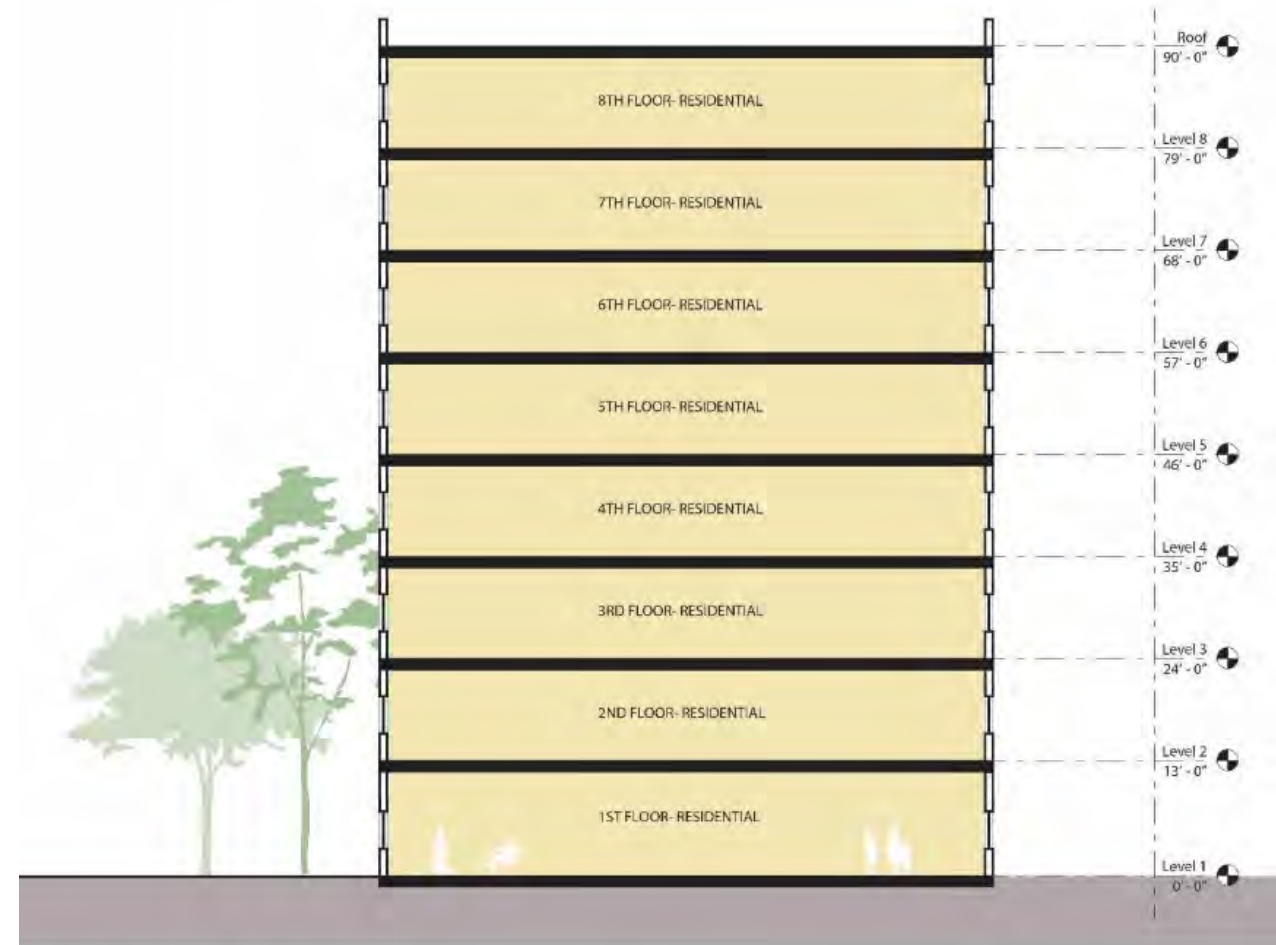 Roof
90' - 0"
8TH FLOOR- RESIDENTIAL
Level 8
79' - 0"
7TH FLOOR- RESIDENTIAL
Level 7
68' - 0"
6TH FLOOR- RESIDENTIAL
Level 6
57' - 0"
5TH FLOOR- RESIDENTIAL
Level 5
46' - 0"
4TH FLOOR- RESIDENTIAL
Level 4
35' - 0"
3RD FLOOR- RESIDENTIAL
Level 3
24' - 0"
2ND FLOOR- RESIDENTIAL
Level 2
13' - 0"
1ST FLOOR- RESIDENTIAL
Level 1
0' - 0"